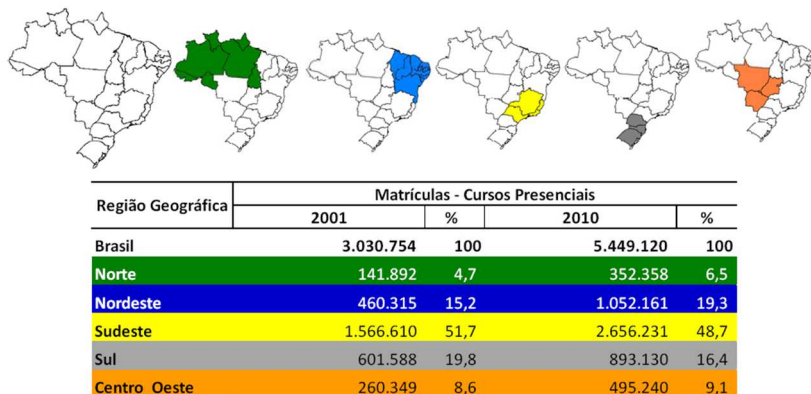 Matrículas - Cursos Presenciais
Região Geográfica
2001 % 2010 %
Brasil 3.030.754 100 5.449.120 100
Norte 141.892 4,7 352.358 6,5
Nordeste 460.315 15,2 1.052.161 19,3
Sudeste 1.566.610 51,7 2.656.231 48,7
Sul 601.588 19,8 893.130 16,4
Centro Oeste 260.349 8,6 495.240 9,1